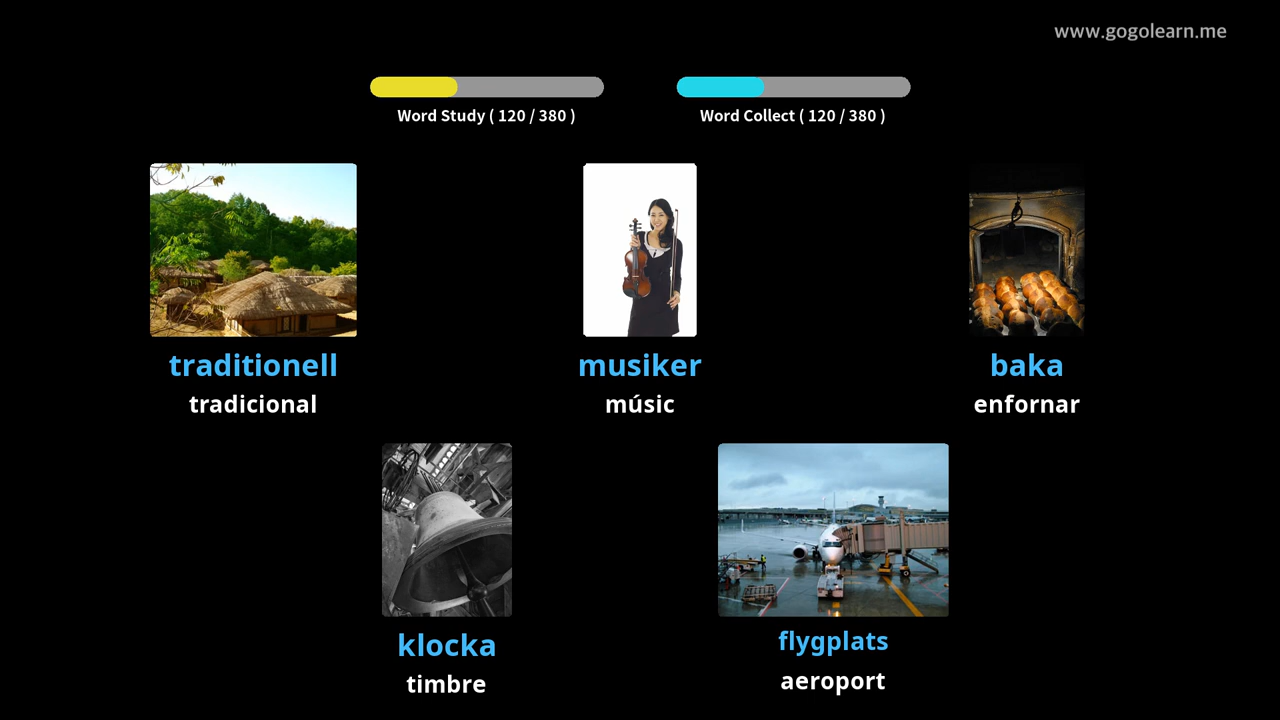 www.gogolearn.me
Word Study ( 120 / 380 )
Word Collect ( 120 / 380 )
traditionell
tradicional
musiker
músic
baka
enfornar
klocka
timbre
flygplats
aeroport